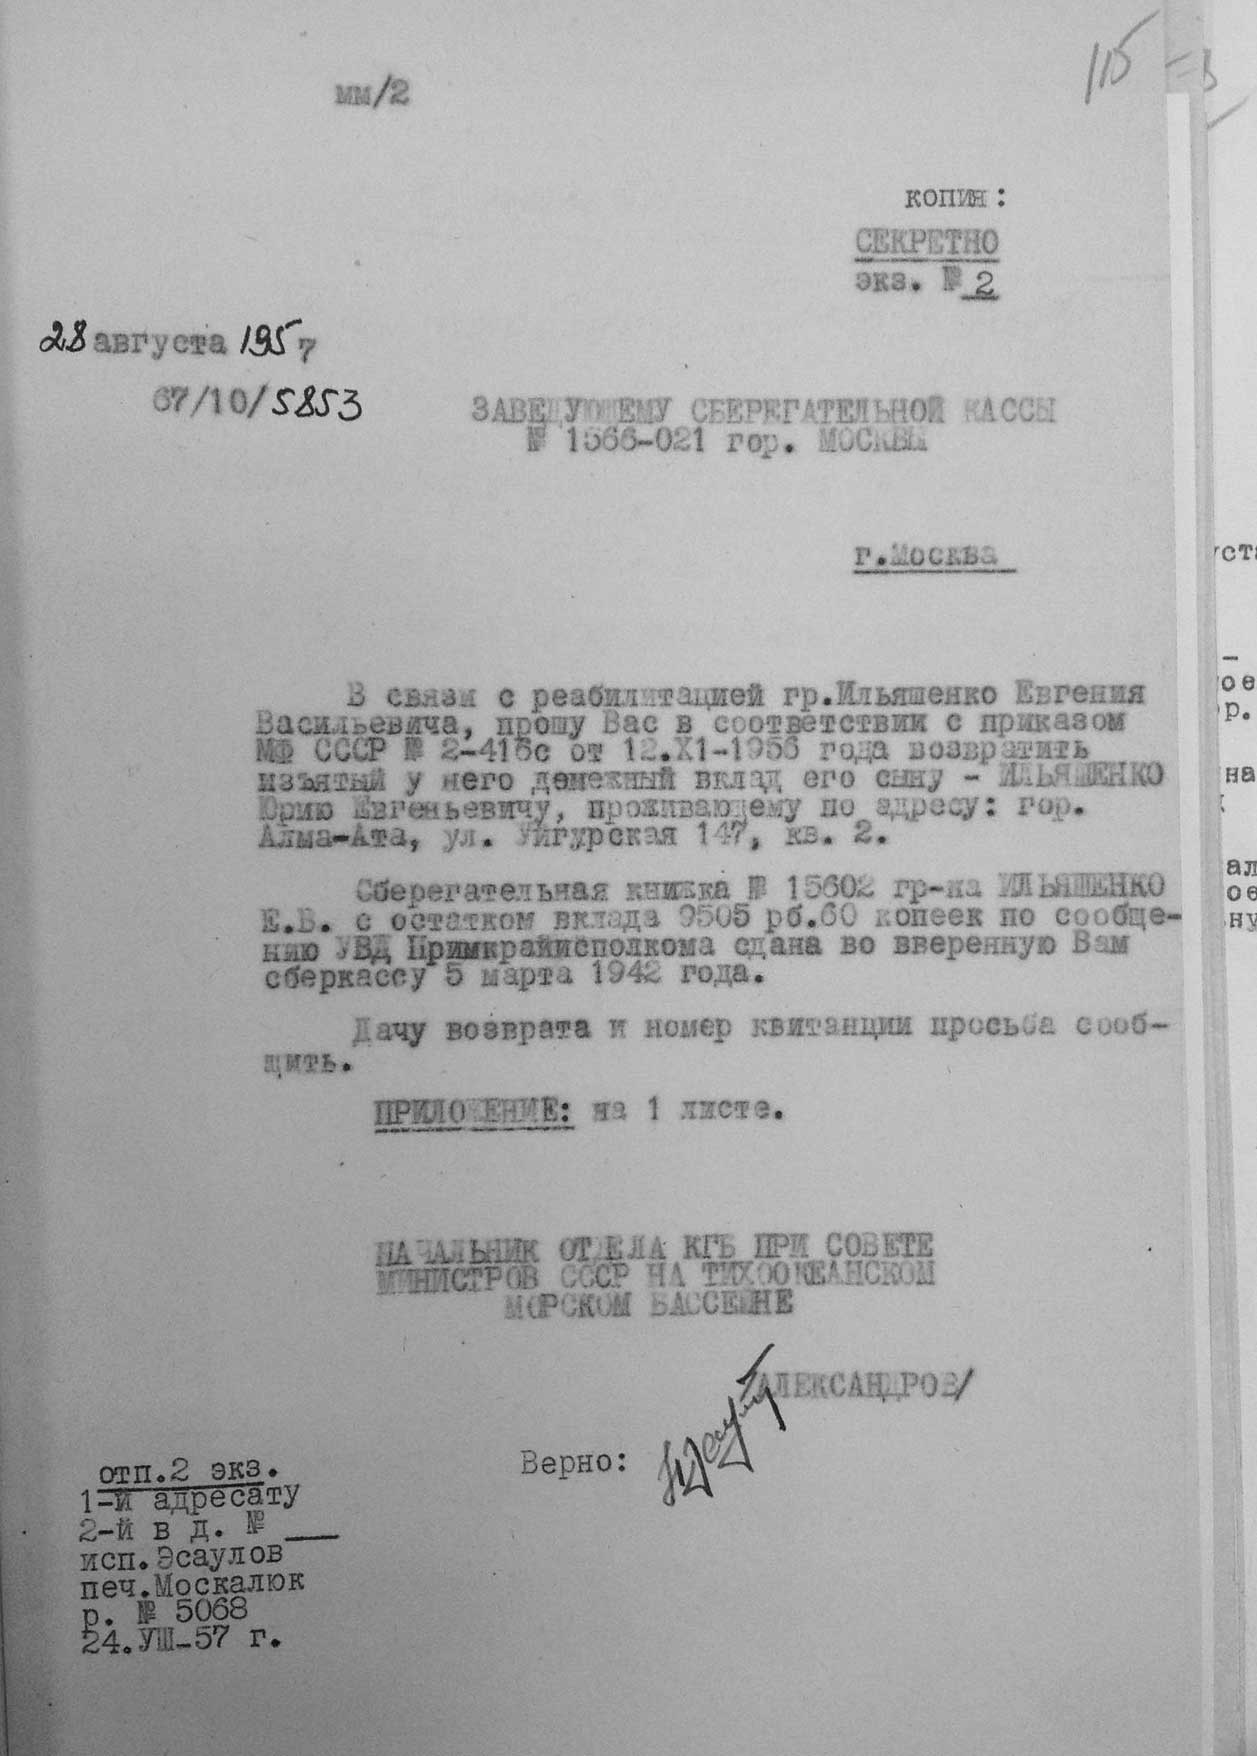 115
мм/2
копия:
СЕКРЕТНО
экз. № 2
28 августа 1957
67/10/5853
ЗАВЕДУЮЩЕМУ СБЕРЕГАТЕЛЬНОЙ КАССЫ
№ 1566-021 гор. МОСКВЫ
г.Москва
В связи с реабилитацией гр.Ильяшенко Евгения
Васильевича, прошу Вас в соответствии с приказом
МФ СССР № 2-416с от 12.XI-1956 года возвратить
изъятый у него денежный вклад его сыну - ИЛЬЯШЕНКО
Юрию Евгеньевичу, проживающему по адресу: гор.
Алма-Ата, ул. Уйгурская 147, кв. 2.
Сберегательная книжка № 15602 гр-на ИЛЬЯШЕНКО
Е.В. с остатком вклада 9505 рб.60 копеек по сообще-
нию УВД Примкрайисполкома сдана во вверенную Вам
сберкассу 5 марта 1942 года.
Дачу возврата и номер квитанции просьба сооб-
щить.
ПРИЛОЖЕНИЕ: на 1 листе.
НАЧАЛЬНИК ОТДЕЛА КГБ ПРИ СОВЕТЕ
МИНИСТРОВ СССР НА ТИХООКЕАНСКОМ
МОРСКОМ БАССЕЙНЕ
/АЛЕКСАНДРОВ/
Верно:
отп.2 экз.
1-й адресату
2-й в д. № ___
исп.Эсаулов
печ.Москалюк
р. № 5068
24.УШ-57 г.